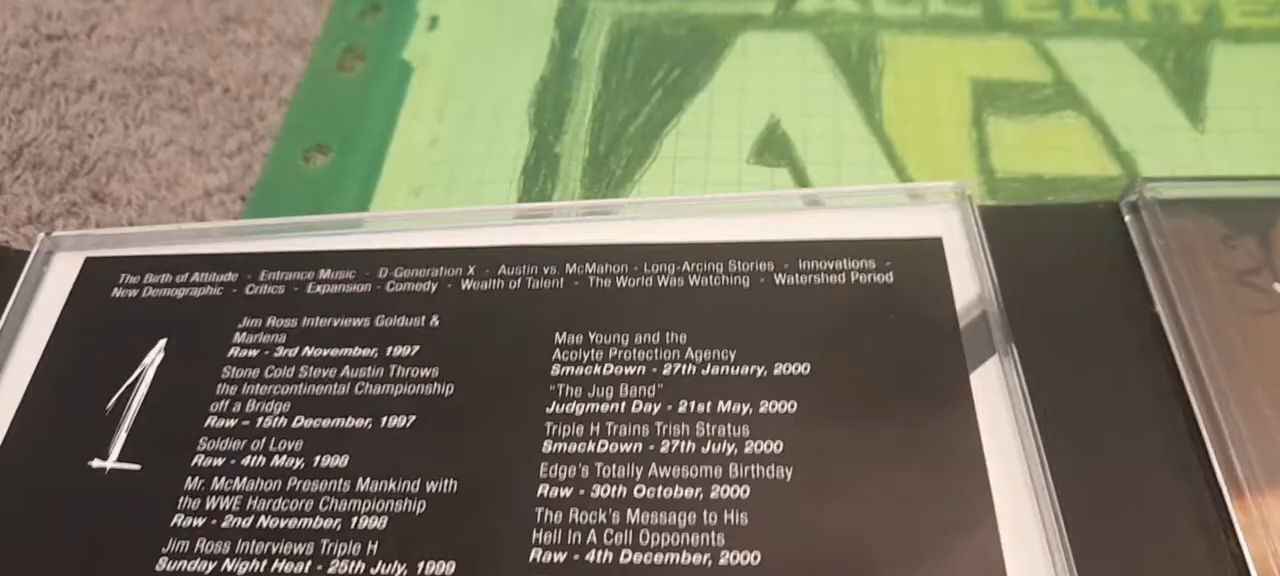 ALL ELITE
AEW
The Birth of Attitude - Entrance Music - D-Generation X - Austin vs. McMahon - Long-Arcing Stories - Innovations -
New Demographic - Critics - Expansion - Comedy - Wealth of Talent - The World Was Watching - Watershed Period
1
Jim Ross Interviews Goldust &
Marlena
Raw - 3rd November, 1997
Stone Cold Steve Austin Throws
the Intercontinental Championship
off a Bridge
Raw - 15th December, 1997
Soldier of Love
Raw - 4th May, 1998
Mr. McMahon Presents Mankind with
the WWE Hardcore Championship
Raw - 2nd November, 1998
Jim Ross Interviews Triple H
Sunday Night Heat - 25th July, 1999
Mae Young and the
Acolyte Protection Agency
SmackDown - 27th January, 2000
"The Jug Band"
Judgment Day - 21st May, 2000
Triple H Trains Trish Stratus
SmackDown - 27th July, 2000
Edge's Totally Awesome Birthday
Raw - 30th October, 2000
The Rock's Message to His
Hell In A Cell Opponents
Raw - 4th December, 2000